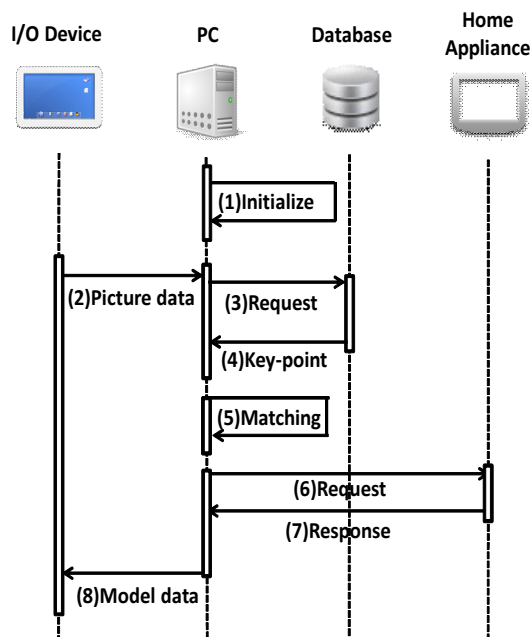 I/O Device
PC
Database
Home
Appliance
(1)Initialize
(2)Picture data
(3)Request
(4)Key-point
(5)Matching
(6)Request
(7)Response
(8)Model data